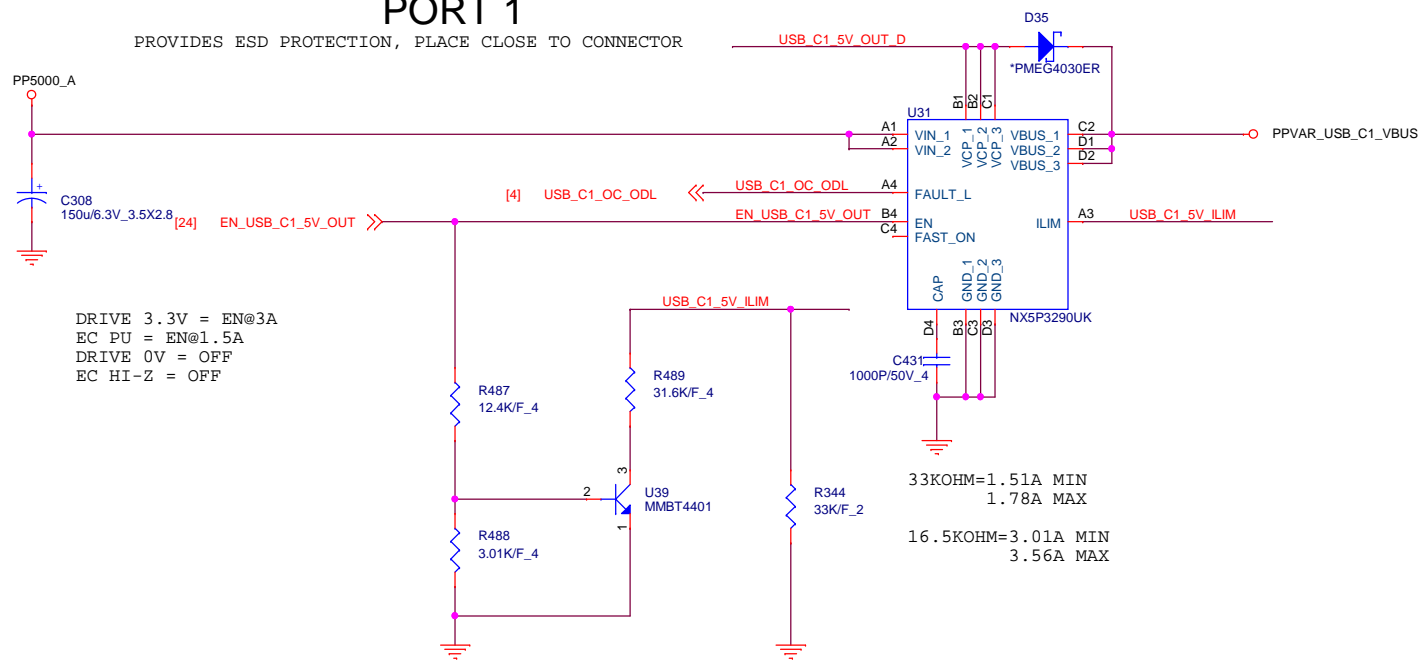 PORT 1
PROVIDES ESD PROTECTION, PLACE CLOSE TO CONNECTOR
USB_C1_5V_OUT_D
D35
*PMEG4030ER
PP5000_A
B1
B2
C1
U31
A1
A2
VIN_1
VIN_2
VCP_1
VCP_2
VCP_3
VBUS_1
VBUS_2
VBUS_3
C2
D1
D2
PPVAR_USB_C1_VBUS
C308
150u/6.3V_3.5X2.8
[4] USB_C1_OC_ODL
USB_C1_OC_ODL
A4
FAULT_L
[24] EN_USB_C1_5V_OUT
EN_USB_C1_5V_OUT
B4
C4
EN
FAST_ON
ILIM
A3
USB_C1_5V_ILIM
CAP
GND_1
GND_2
GND_3
D4
B3
C3
D3
NX5P3290UK
USB_C1_5V_ILIM
DRIVE 3.3V = EN@3A
EC PU = EN@1.5A
DRIVE 0V = OFF
EC HI-Z = OFF
C431
1000P/50V_4
R487
12.4K/F_4
R489
31.6K/F_4
2
3
1
U39
MMBT4401
R344
33K/F_2
R488
3.01K/F_4
33KOHM=1.51A MIN
1.78A MAX
16.5KOHM=3.01A MIN
3.56A MAX
+